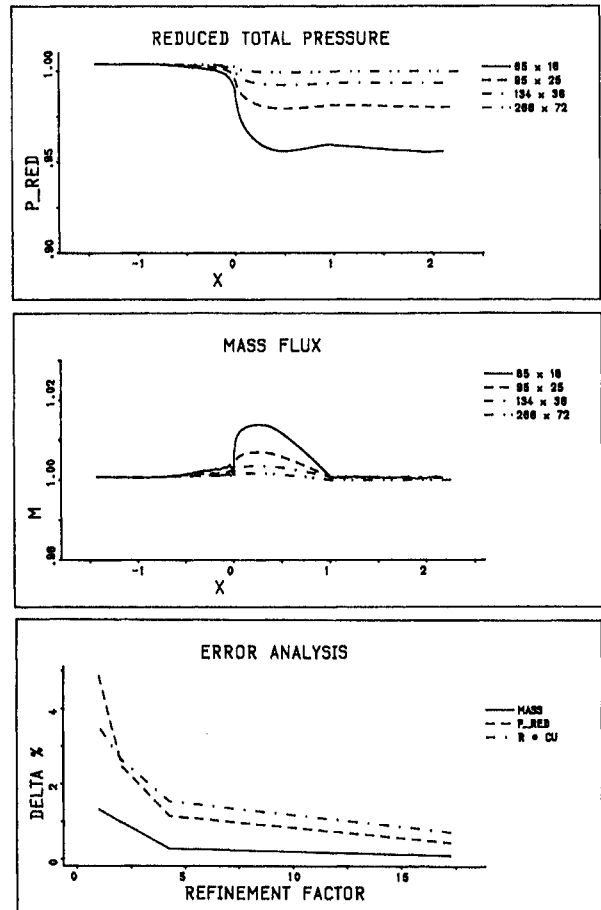 REDUCED TOTAL PRESSURE
1.00
.95
.90
P_RED
-1 0 1 2
X
65 × 18
95 × 25
134 × 36
268 × 72
MASS FLUX
1.02
1.00
.98
M
-1 0 1 2
X
65 × 18
95 × 25
134 × 36
268 × 72
ERROR ANALYSIS
4
2
0
DELTA %
0 5 10 15
REFINEMENT FACTOR
MASS
P_RED
R * CU